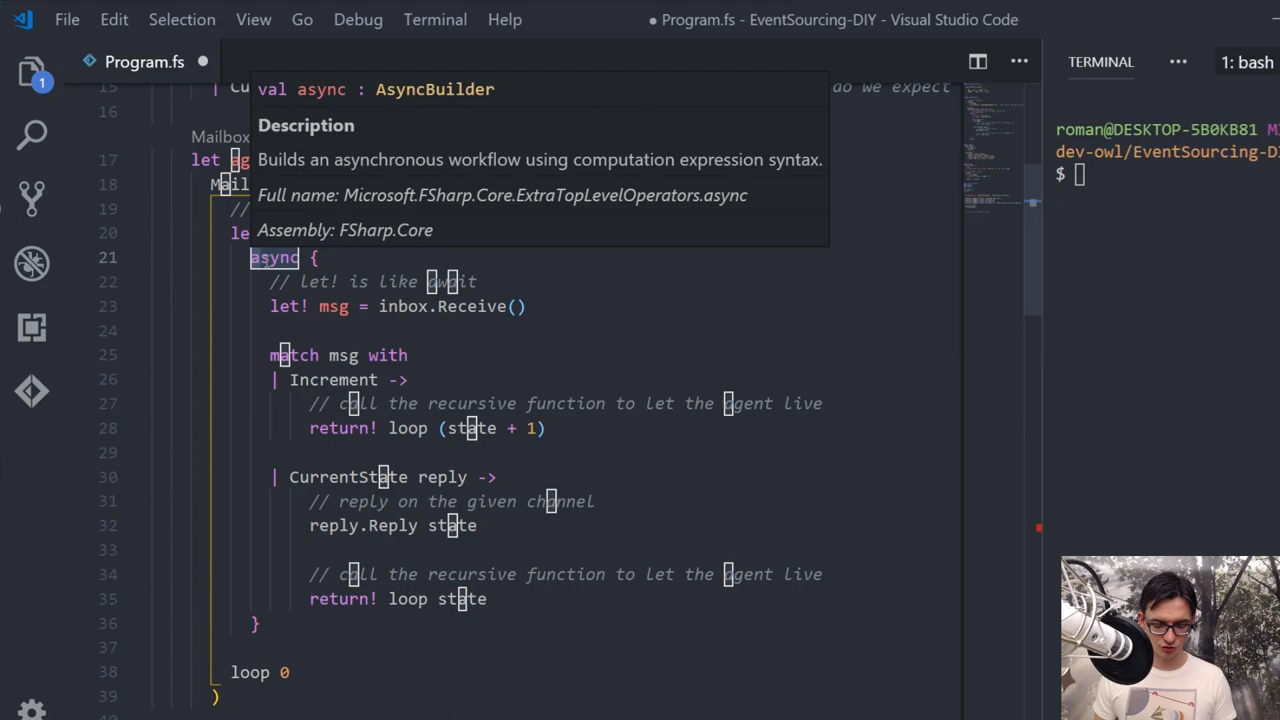 File Edit Selection View Go Debug Terminal Help ● Program.fs - EventSourcing-DIY - Visual Studio Code
1 Program.fs ● ••• TERMINAL ••• 1: bash
15 | Cu do we expect
val async : AsyncBuilder
16
Description
Mailbox
roman@DESKTOP-5B0KB81
17 let ag
Builds an asynchronous workflow using computation expression syntax.
dev-owl/EventSourcing-D
18 Mail
$
Full name: Microsoft.FSharp.Core.ExtraTopLevelOperators.async
19 //
20 le
Assembly: FSharp.Core
21 async {
22 // let! is like await
23 let! msg = inbox.Receive()
24
25 match msg with
26 | Increment ->
27 // call the recursive function to let the agent live
28 return! loop (state + 1)
29
30 | CurrentState reply ->
31 // reply on the given channel
32 reply.Reply state
33
34 // call the recursive function to let the agent live
35 return! loop state
36 }
37
38 loop 0
39 )